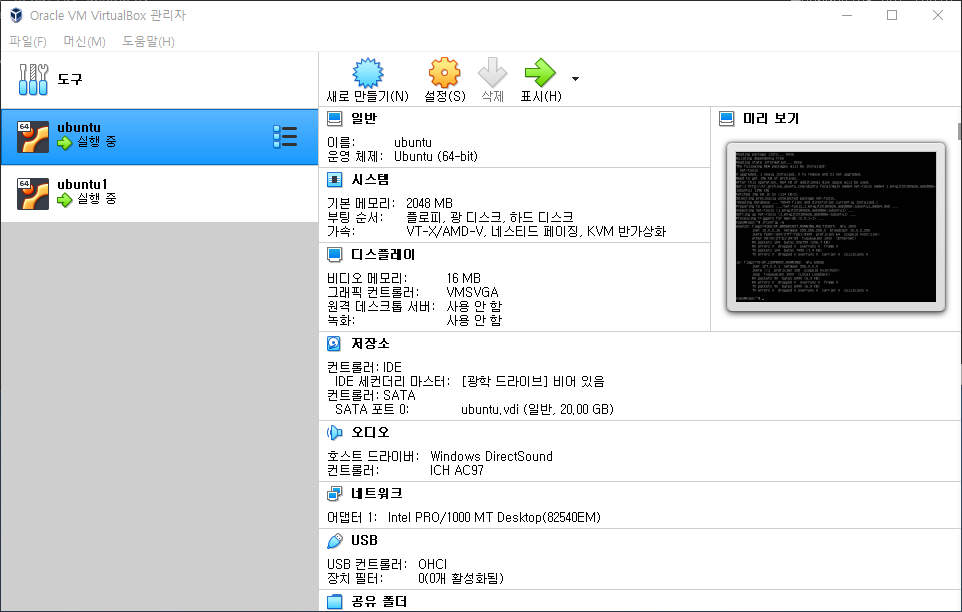 Oracle VM VirtualBox 관리자
파일(F) 머신(M) 도움말(H)
도구
새로 만들기(N) 설정(S) 삭제 표시(H)
64 ubuntu
실행 중
64 ubuntu1
실행 중
일반
이름: ubuntu
운영 체제: Ubuntu (64-bit)
시스템
기본 메모리: 2048 MB
부팅 순서: 플로피, 광 디스크, 하드 디스크
가속: VT-x/AMD-V, 네스티드 페이징, KVM 반가상화
디스플레이
비디오 메모리: 16 MB
그래픽 컨트롤러: VMSVGA
원격 데스크톱 서버: 사용 안 함
녹화: 사용 안 함
저장소
컨트롤러: IDE
IDE 세컨더리 마스터: [광학 드라이브] 비어 있음
컨트롤러: SATA
SATA 포트 0: ubuntu.vdi (일반, 20.00 GB)
오디오
호스트 드라이버: Windows DirectSound
컨트롤러: ICH AC97
네트워크
어댑터 1: Intel PRO/1000 MT Desktop(82540EM)
USB
USB 컨트롤러: OHCI
장치 필터: 0(0개 활성화됨)
공유 폴더
미리 보기